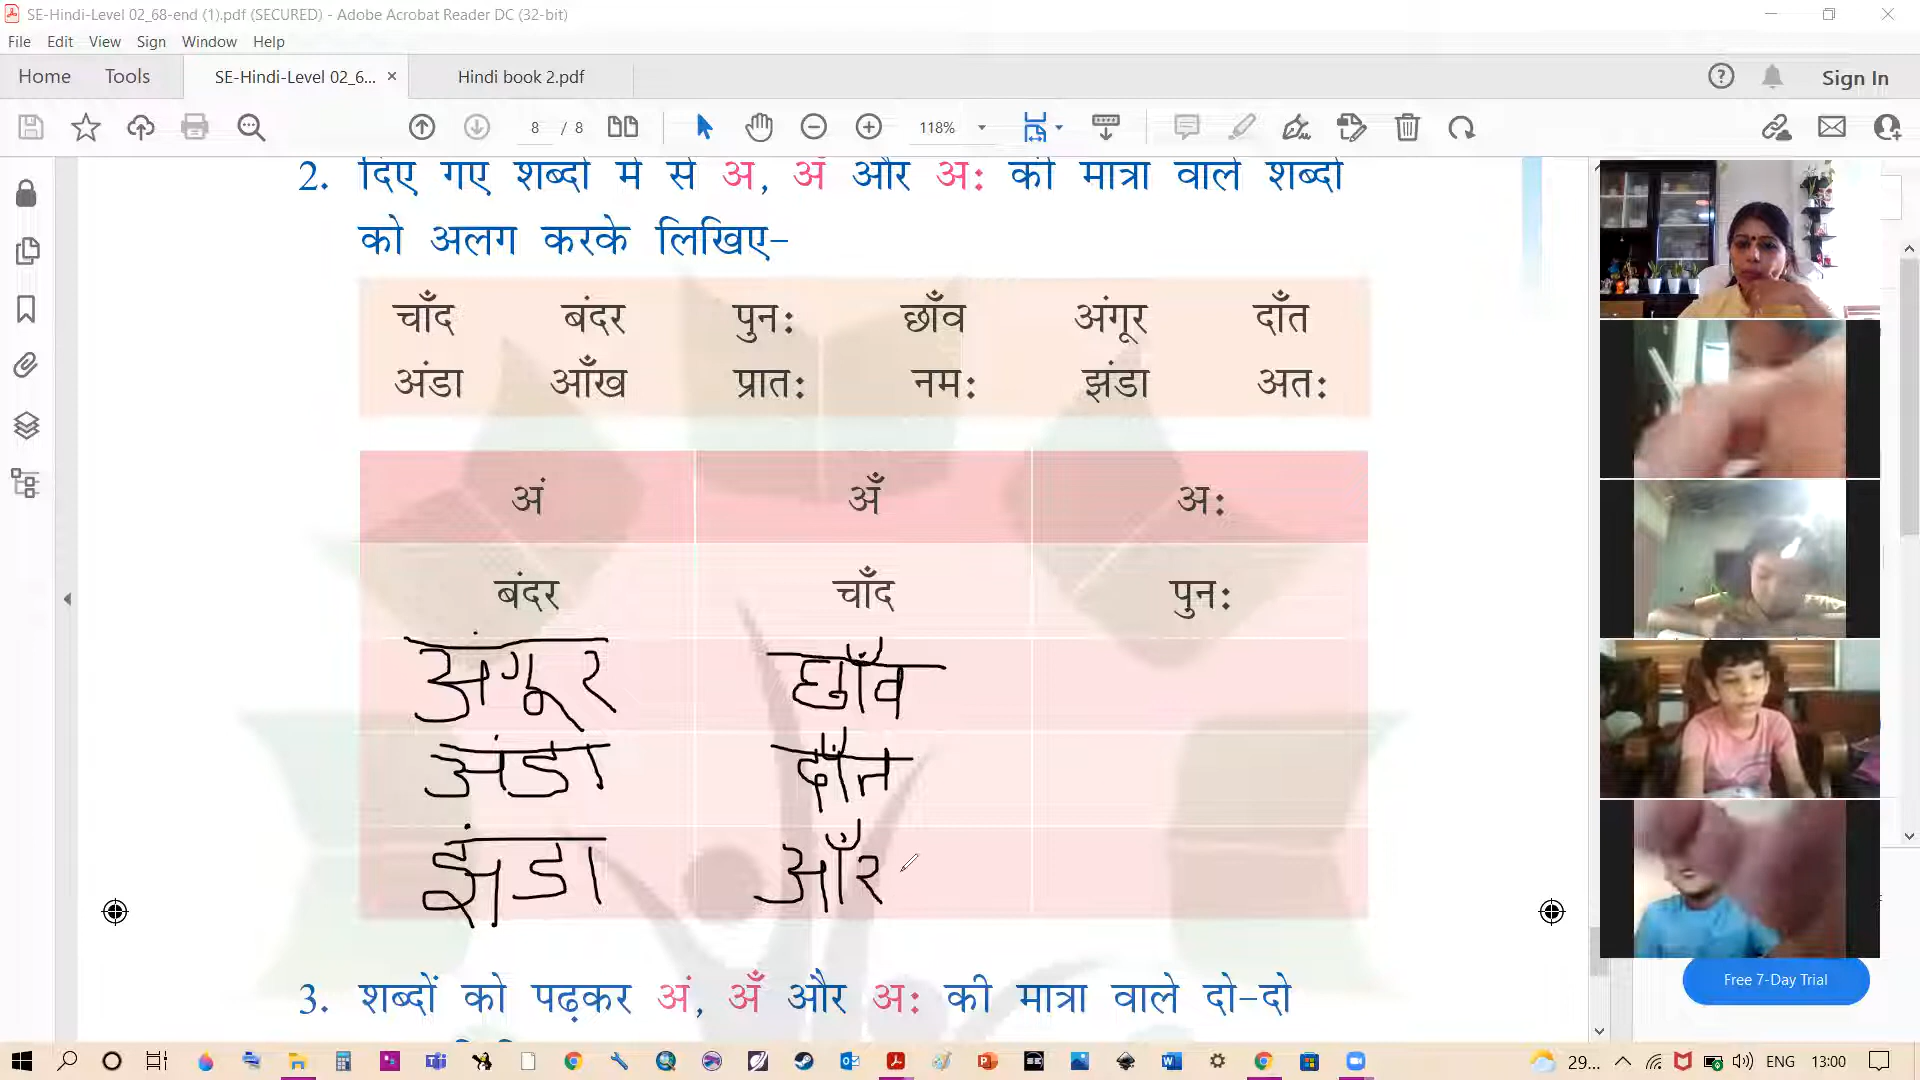 SE-Hindi-Level 02_68-end (1).pdf (SECURED) - Adobe Acrobat Reader DC (32-bit)
File Edit View Sign Window Help
Home Tools SE-Hindi-Level 02_6... × Hindi book 2.pdf Sign In
8 / 8 118%
2. दिए गए शब्दों में से अं, अँ और अः की मात्रा वाले शब्दों
को अलग करके लिखिए-
चाँद बंदर पुनः छाँव अंगूर दाँत
अंडा आँख प्रातः नमः झंडा अतः
अं अँ अः
बंदर चाँद पुनः
अंगूर छाँव
अंडा दाँत
झंडा आँर
3. शब्दों को पढ़कर अं, अँ और अः की मात्रा वाले दो-दो
Free 7-Day Trial
29... ENG 13:00